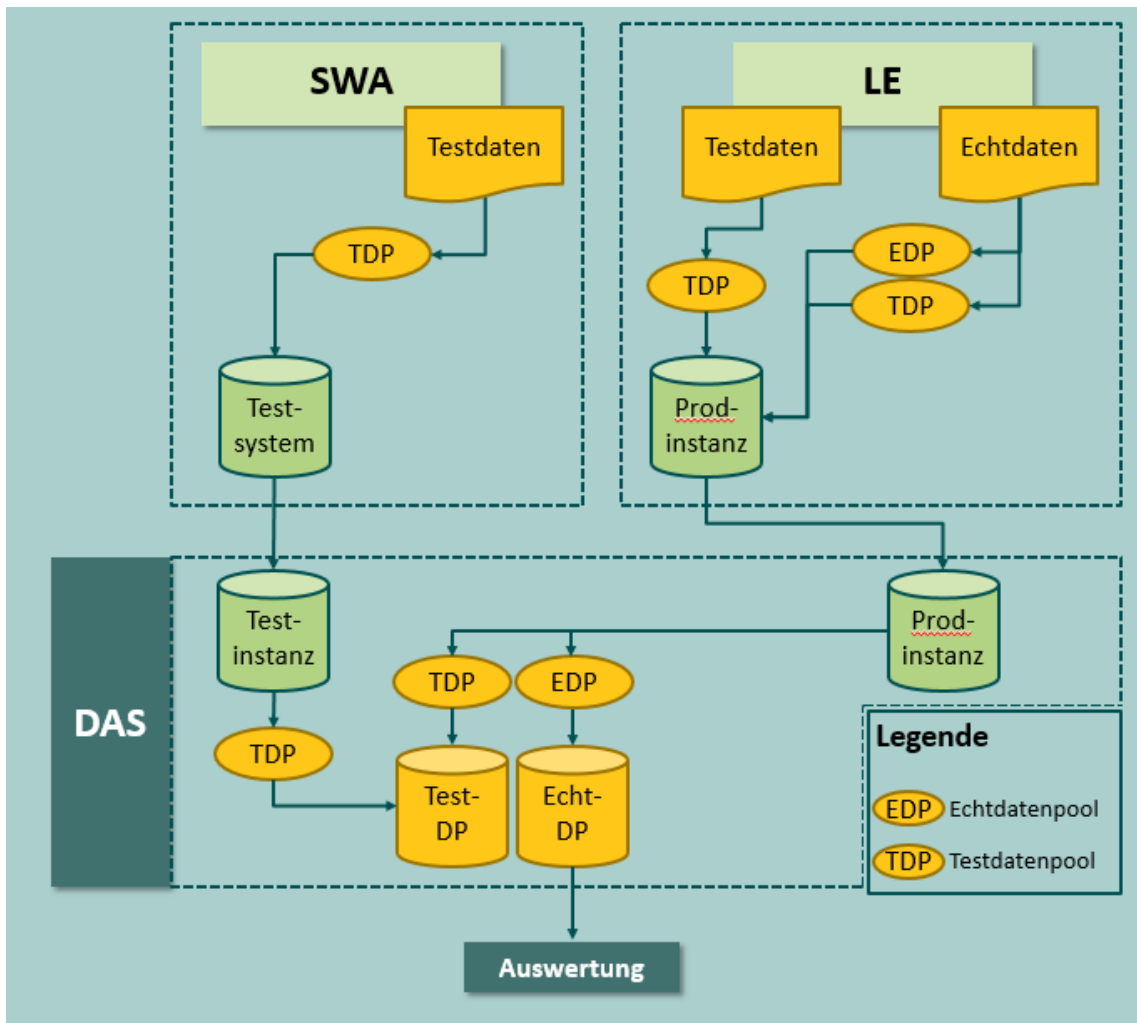 SWA
Testdaten
TDP
Test-
system
LE
Testdaten
Echtdaten
EDP
TDP
TDP
Prod-
instanz
DAS
Test-
instanz
TDP
TDP
EDP
Test-
DP
Echt-
DP
Prod-
instanz
Legende
EDP Echtdatenpool
TDP Testdatenpool
Auswertung